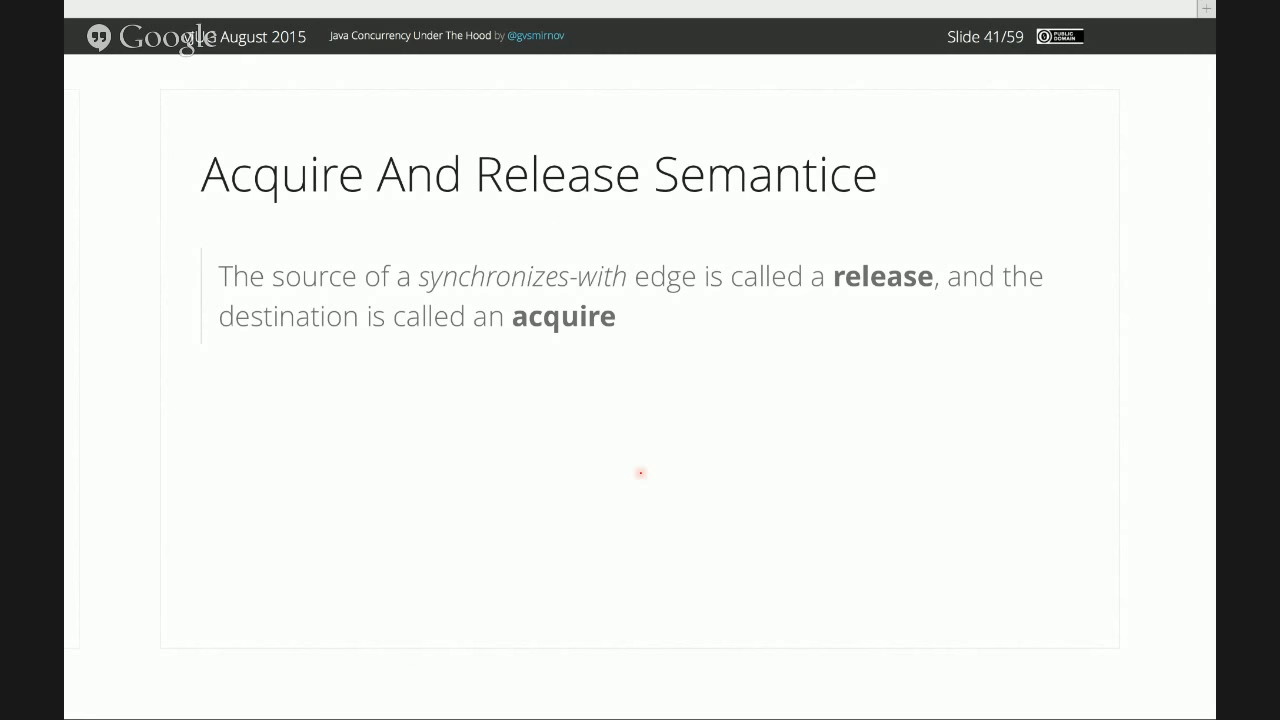 Google
August 2015
Java Concurrency Under The Hood by @gvsmirnov
Slide 41/59
PUBLIC DOMAIN
Acquire And Release Semantice
The source of a synchronizes-with edge is called a release, and the
destination is called an acquire